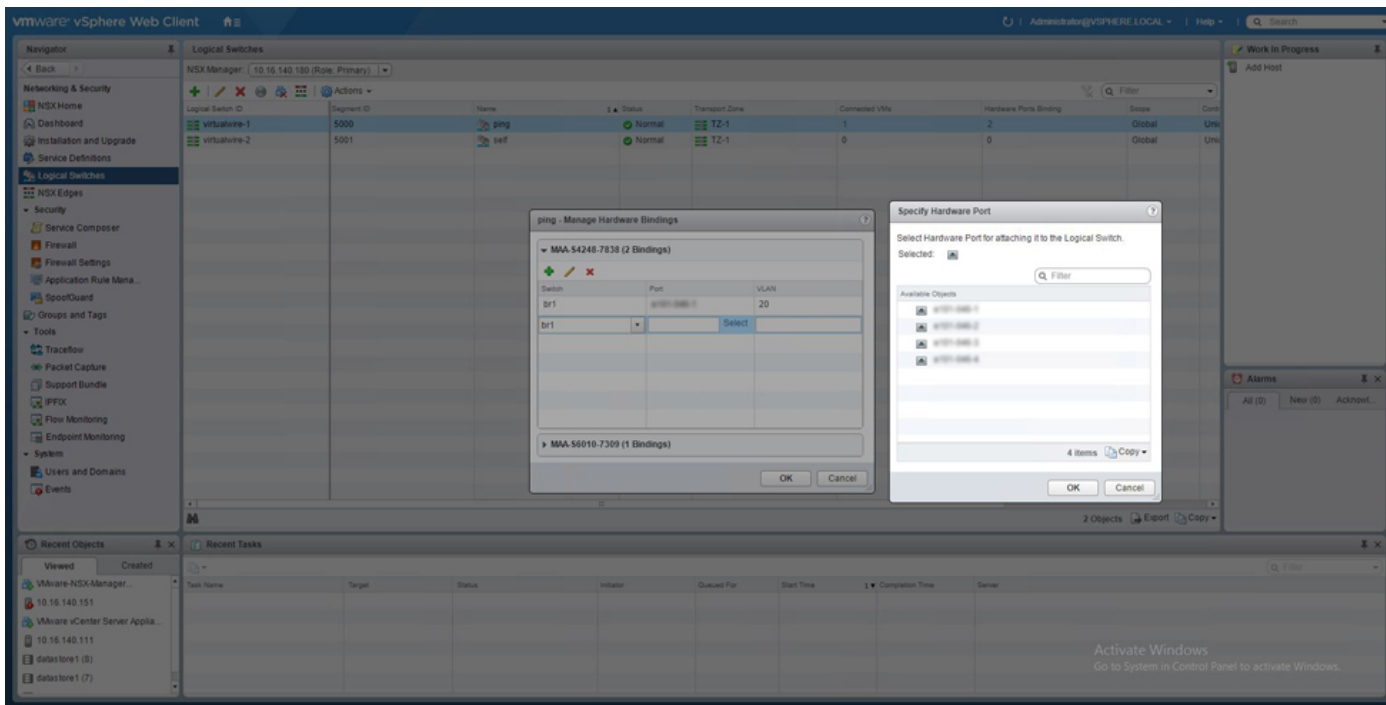 vmware® vSphere Web Client
Administrator@VSPHERE.LOCAL
Help
Search
Navigator
Back
Networking & Security
NSX Home
Dashboard
Installation and Upgrade
Service Definitions
Logical Switches
NSX Edges
Security
Service Composer
Firewall
Firewall Settings
Application Rule Mana...
SpoofGuard
Groups and Tags
Tools
Traceflow
Packet Capture
Support Bundle
IPFIX
Flow Monitoring
Endpoint Monitoring
System
Users and Domains
Events
Logical Switches
NSX Manager: 10.16.140.180 (Role: Primary)
Actions
Filter
Logical Switch ID Segment ID Name 1 Status Transport Zone Connected VMs Hardware Ports Binding Scope Cont
virtualwire-1 5000 ping Normal TZ-1 1 2 Global Uni
virtualwire-2 5001 self Normal TZ-1 0 0 Global Uni
ping - Manage Hardware Bindings
MAA-S4248-7838 (2 Bindings)
Switch Port VLAN
br1 20
br1 Select
MAA-S6010-7309 (1 Bindings)
OK Cancel
Specify Hardware Port
Select Hardware Port for attaching it to the Logical Switch.
Selected:
Filter
Available Objects
4 items Copy
OK Cancel
2 Objects Export Copy
Work In Progress
Add Host
Alarms
All (0) New (0) Acknowl...
Recent Objects
Viewed Created
VMware-NSX-Manager...
10.16.140.151
VMware vCenter Server Applia...
10.16.140.111
datastore1 (8)
datastore1 (7)
Recent Tasks
Filter
Task Name Target Status Initiator Queued For Start Time 1 Completion Time Server
Activate Windows
Go to System in Control Panel to activate Windows.